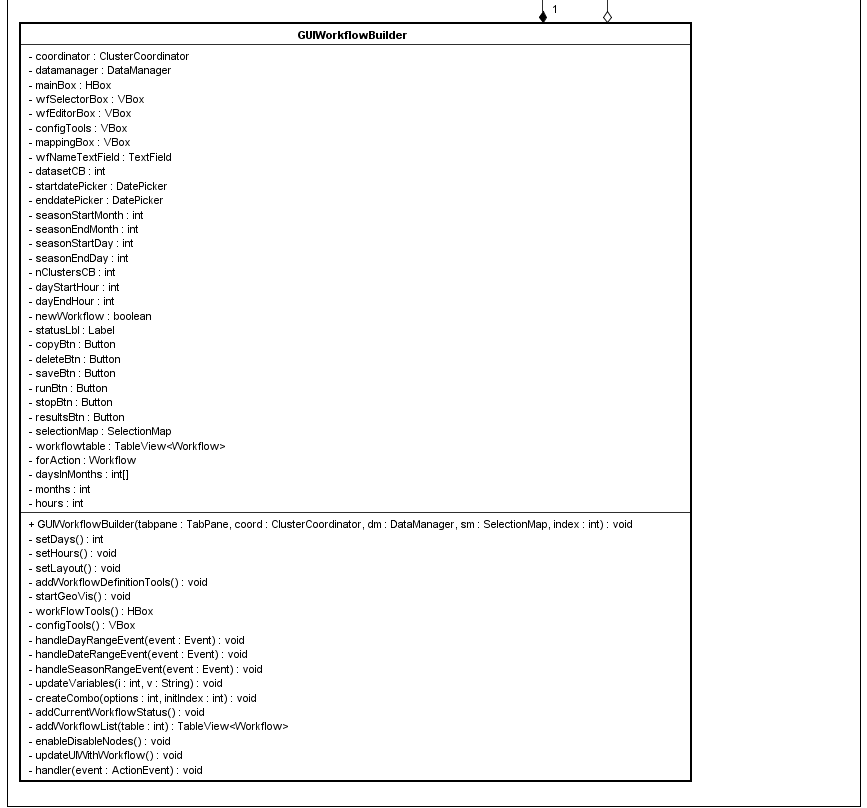 1
GUIWorkflowBuilder
- coordinator : ClusterCoordinator
- datamanager : DataManager
- mainBox : HBox
- wfSelectorBox : VBox
- wfEditorBox : VBox
- configTools : VBox
- mappingBox : VBox
- wfNameTextField : TextField
- datasetCB : int
- startdatePicker : DatePicker
- enddatePicker : DatePicker
- seasonStartMonth : int
- seasonEndMonth : int
- seasonStartDay : int
- seasonEndDay : int
- nClustersCB : int
- dayStartHour : int
- dayEndHour : int
- newWorkflow : boolean
- statusLbl : Label
- copyBtn : Button
- deleteBtn : Button
- saveBtn : Button
- runBtn : Button
- stopBtn : Button
- resultsBtn : Button
- selectionMap : SelectionMap
- workflowtable : TableView<Workflow>
- forAction : Workflow
- daysInMonths : int[]
- months : int
- hours : int
+ GUIWorkflowBuilder(tabpane : TabPane, coord : ClusterCoordinator, dm : DataManager, sm : SelectionMap, index : int) : void
- setDays() : int
- setHours() : void
- setLayout() : void
- addWorkflowDefinitionTools() : void
- startGeoVis() : void
- workFlowTools() : HBox
- configTools() : VBox
- handleDayRangeEvent(event : Event) : void
- handleDateRangeEvent(event : Event) : void
- handleSeasonRangeEvent(event : Event) : void
- updateVariables(i : int, v : String) : void
- createCombo(options : int, initIndex : int) : void
- addCurrentWorkflowStatus() : void
- addWorkflowList(table : int) : TableView<Workflow>
- enableDisableNodes() : void
- updateUIWithWorkflow() : void
- handler(event : ActionEvent) : void